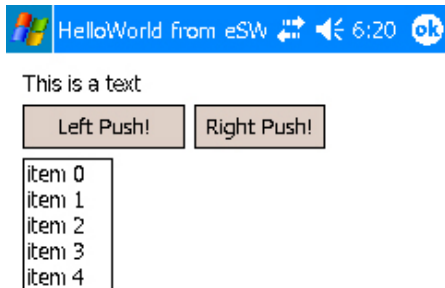 HelloWorld from eSW 6:20 ok
This is a text
Left Push! Right Push!
item 0
item 1
item 2
item 3
item 4